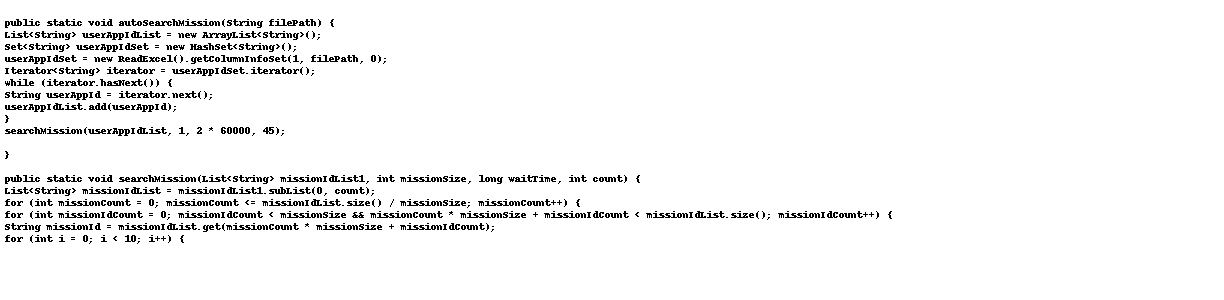 public static void autoSearchMission(String filePath) {
List<String> userAppIdList = new ArrayList<String>();
Set<String> userAppIdSet = new HashSet<String>();
userAppIdSet = new ReadExcel().getColumnInfoSet(1, filePath, 0);
Iterator<String> iterator = userAppIdSet.iterator();
while (iterator.hasNext()) {
String userAppId = iterator.next();
userAppIdList.add(userAppId);
}
searchMission(userAppIdList, 1, 2 * 60000, 45);
}
public static void searchMission(List<String> missionIdList1, int missionSize, long waitTime, int count) {
List<String> missionIdList = missionIdList1.subList(0, count);
for (int missionCount = 0; missionCount <= missionIdList.size() / missionSize; missionCount++) {
for (int missionIdCount = 0; missionIdCount < missionSize && missionCount * missionSize + missionIdCount < missionIdList.size(); missionIdCount++) {
String missionId = missionIdList.get(missionCount * missionSize + missionIdCount);
for (int i = 0; i < 10; i++) {